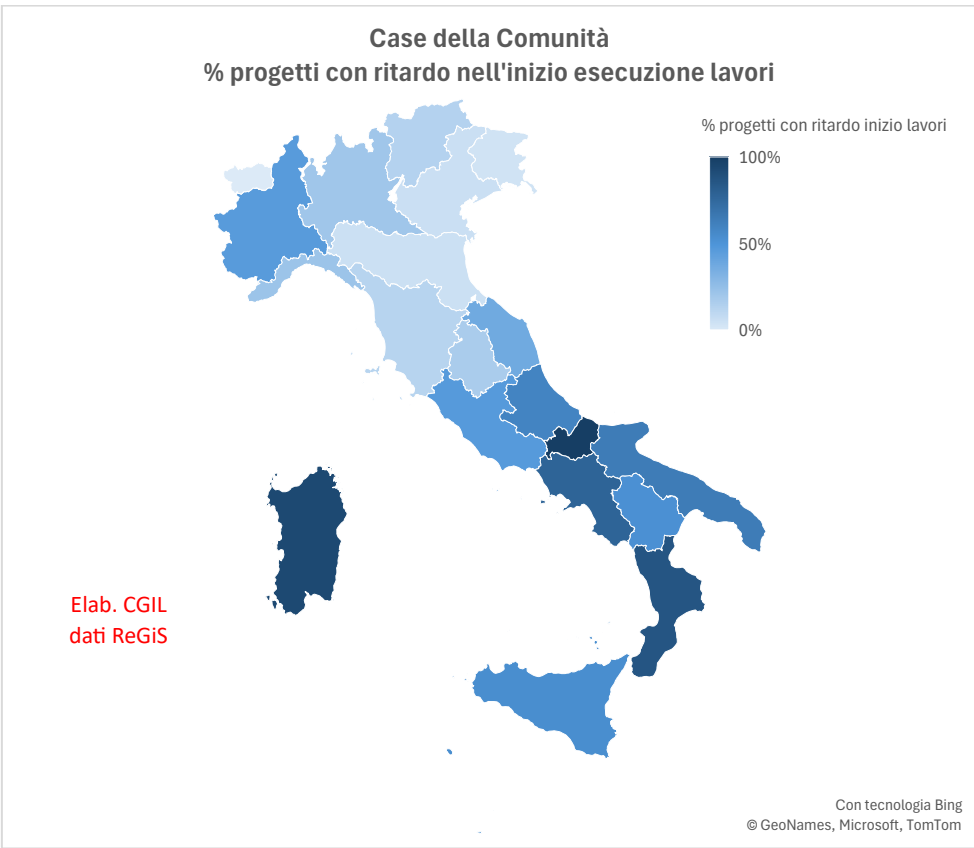 Case della Comunità
% progetti con ritardo nell'inizio esecuzione lavori
% progetti con ritardo inizio lavori
100%
50%
0%
Elab. CGIL
dati ReGiS
Con tecnologia Bing
© GeoNames, Microsoft, TomTom